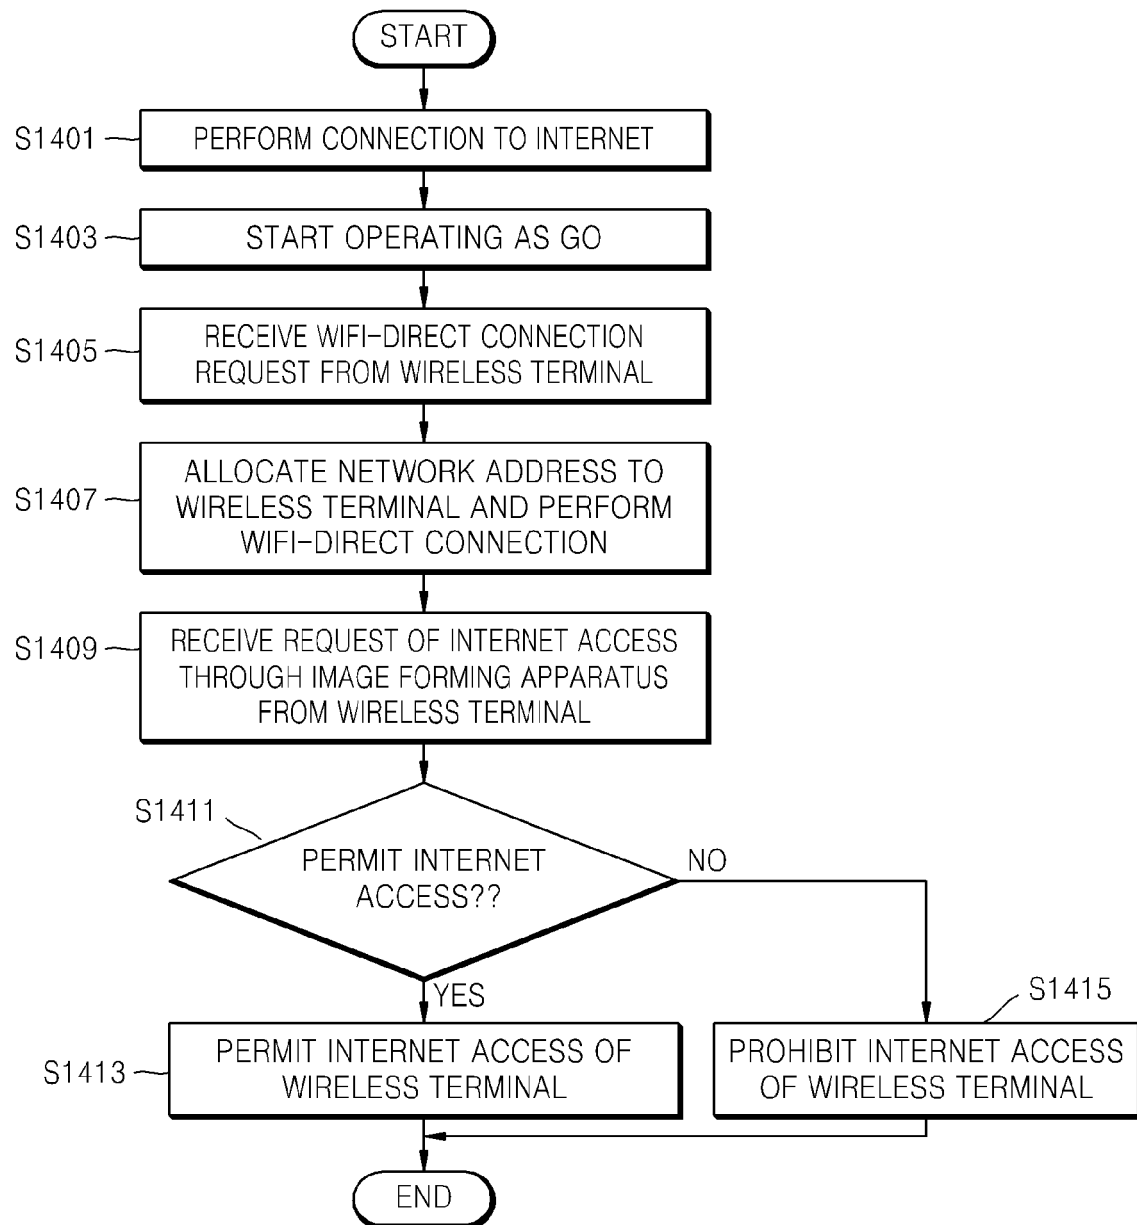 START
S1401
PERFORM CONNECTION TO INTERNET
S1403
START OPERATING AS GO
S1405
RECEIVE WIFI-DIRECT CONNECTION
REQUEST FROM WIRELESS TERMINAL
S1407
ALLOCATE NETWORK ADDRESS TO
WIRELESS TERMINAL AND PERFORM
WIFI-DIRECT CONNECTION
S1409
RECEIVE REQUEST OF INTERNET ACCESS
THROUGH IMAGE FORMING APPARATUS
FROM WIRELESS TERMINAL
S1411
PERMIT INTERNET
ACCESS??
NO
YES
S1413
PERMIT INTERNET ACCESS OF
WIRELESS TERMINAL
S1415
PROHIBIT INTERNET ACCESS
OF WIRELESS TERMINAL
END